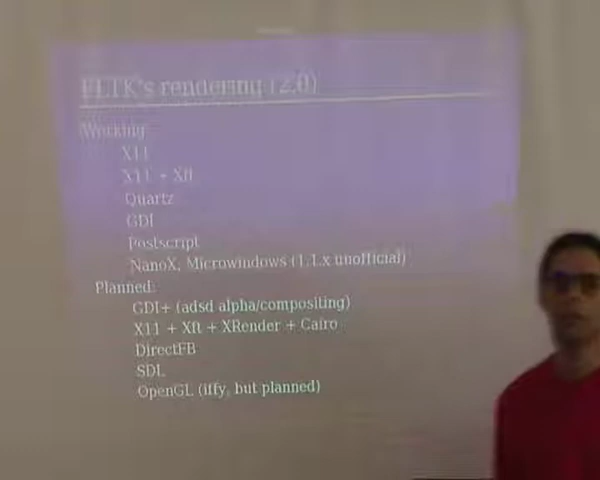 FLTK's rendering (2.0)
Working:
X11
X11 + Xft
Quartz
GDI
Postscript
NanoX, Microwindows (1.1.x unofficial)
Planned:
GDI+ (adsd alpha/compositing)
X11 + Xft + XRender + Cairo
DirectFB
SDL
OpenGL (iffy, but planned)